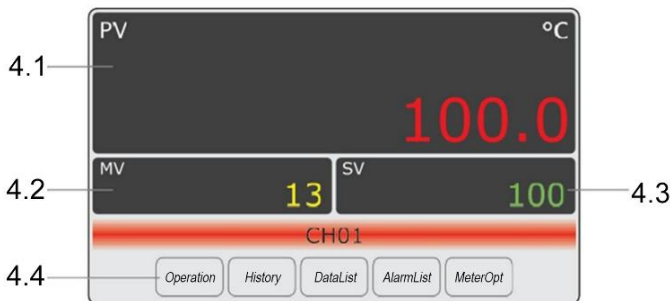 PV °C
4.1
100.0
MV SV
4.2 13 100 4.3
CH01
4.4 Operation History DataList AlarmList MeterOpt